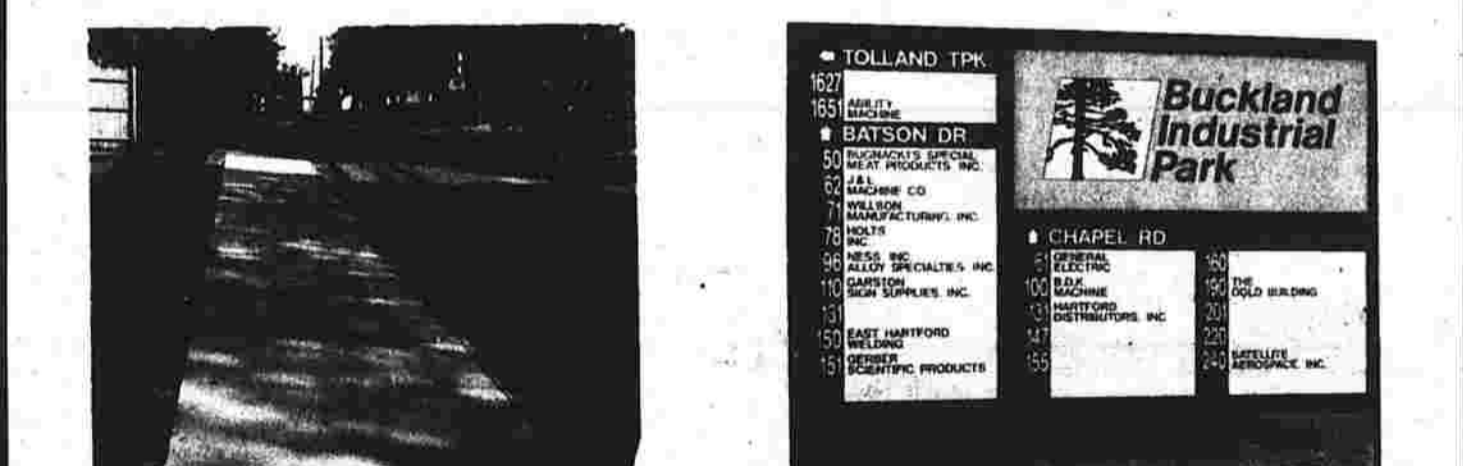 TOLLAND TPK
1627
1651 ABILITY
MACHINE
BATSON DR
50 BUGNACKI'S SPECIAL
MEAT PRODUCTS INC.
62 J & L
MACHINE CO
71 WILLSON
MANUFACTURING, INC.
78 HOLTS
INC.
96 NESS INC.
ALLOY SPECIALTIES, INC.
110 GARSTON
SIGN SUPPLIES, INC.
131
150 EAST HARTFORD
WELDING
151 GERBER
SCIENTIFIC PRODUCTS
Buckland
Industrial
Park
CHAPEL RD
61 GENERAL
ELECTRIC
100 B.D.K.
MACHINE
131 HARTFORD
DISTRIBUTORS, INC
147
155
160
190 THE
DOLD BUILDING
201
220
240 SATELLITE
AEROSPACE, INC.